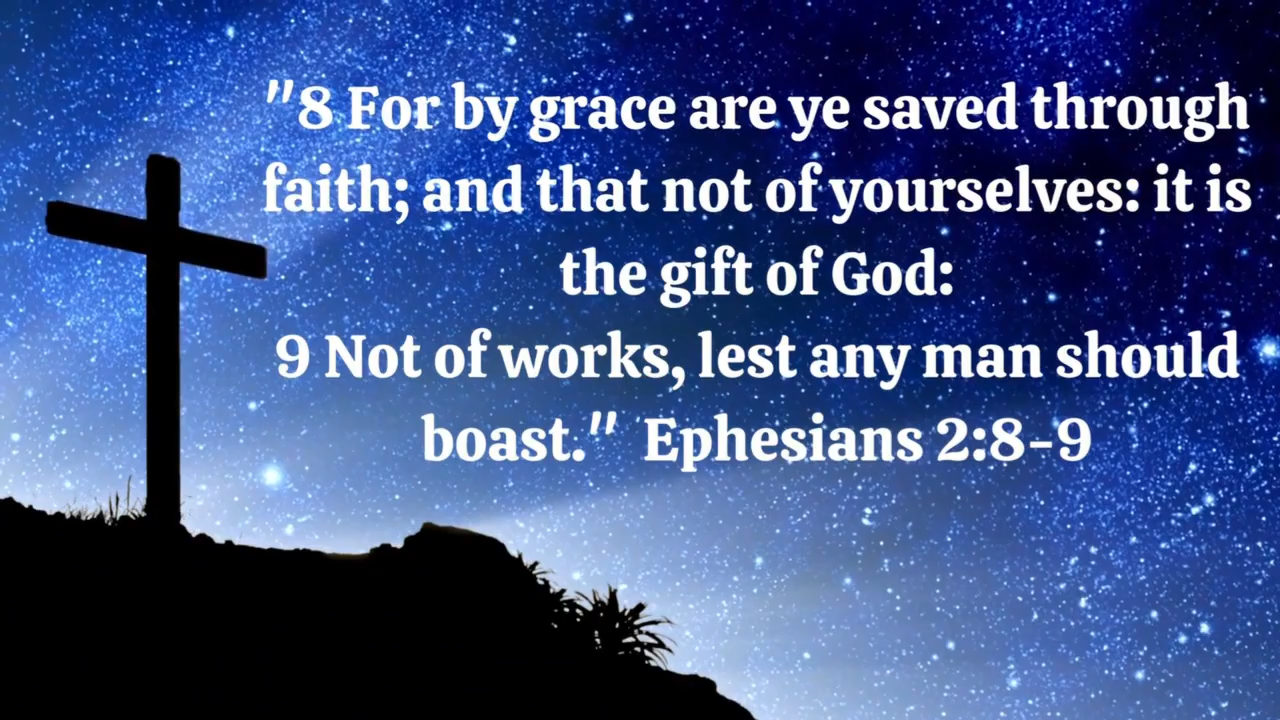 "8 For by grace are ye saved through
faith; and that not of yourselves: it is
the gift of God:
9 Not of works, lest any man should
boast."  Ephesians 2:8-9